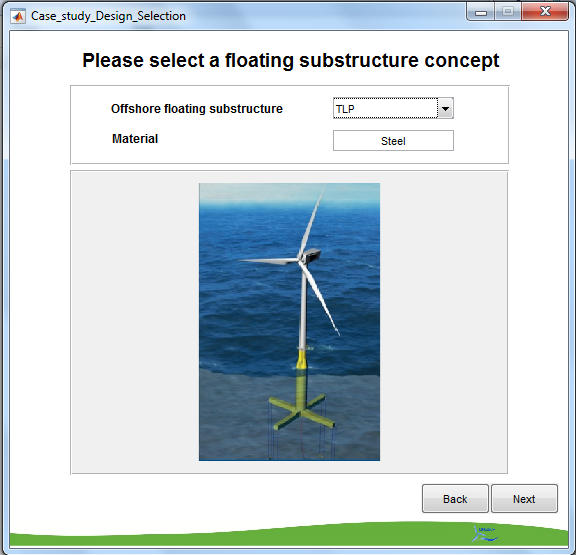 Case_study_Design_Selection
Please select a floating substructure concept
Offshore floating substructure
TLP
Material
Steel
Back
Next